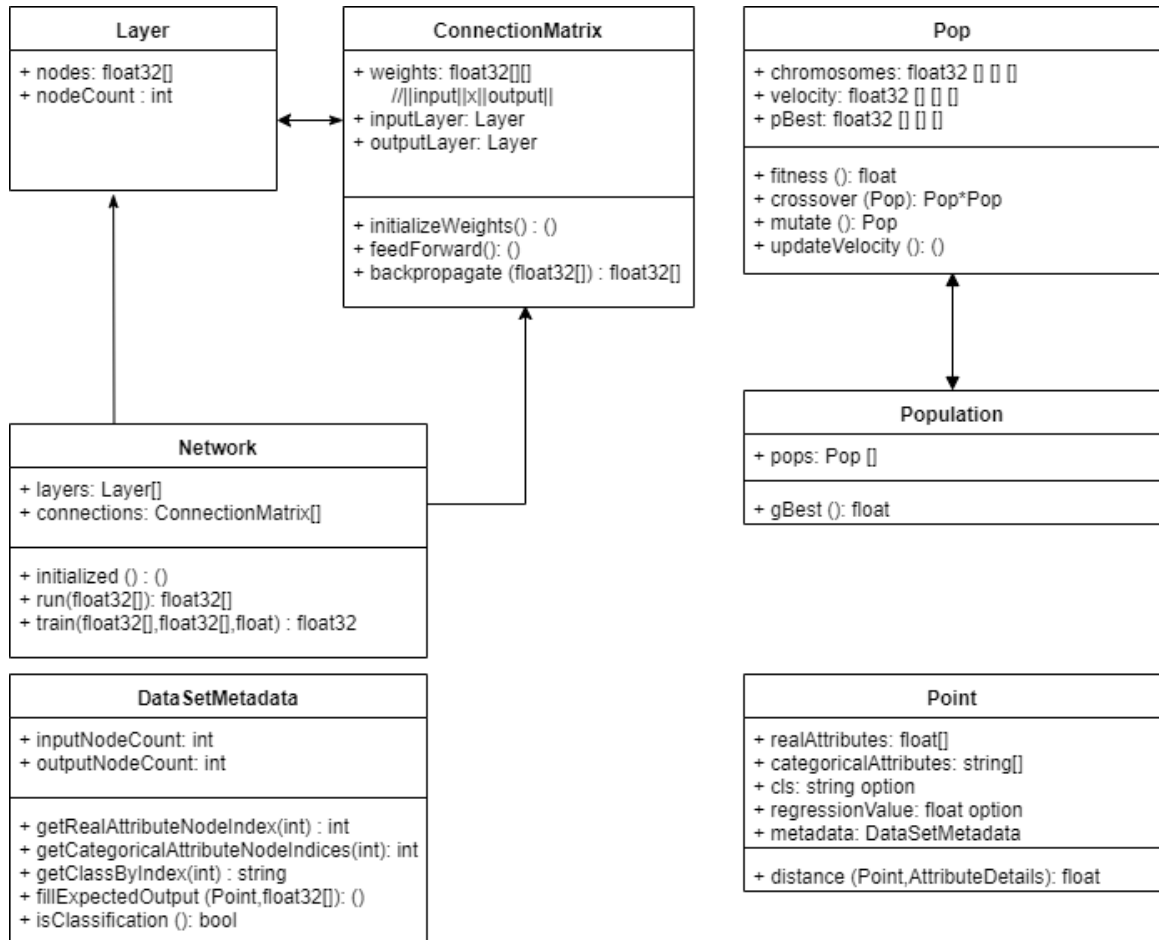 Layer
+ nodes: float32[]
+ nodeCount : int
ConnectionMatrix
+ weights: float32[][]
//||input||x||output||
+ inputLayer: Layer
+ outputLayer: Layer
+ initializeWeights() : ()
+ feedForward(): ()
+ backpropagate (float32[]) : float32[]
Pop
+ chromosomes: float32 [] [] []
+ velocity: float32 [] [] []
+ pBest: float32 [] [] []
+ fitness (): float
+ crossover (Pop): Pop*Pop
+ mutate (): Pop
+ updateVelocity (): ()
Network
+ layers: Layer[]
+ connections: ConnectionMatrix[]
+ initialized () : ()
+ run(float32[]): float32[]
+ train(float32[],float32[],float) : float32
Population
+ pops: Pop []
+ gBest (): float
DataSetMetadata
+ inputNodeCount: int
+ outputNodeCount: int
+ getRealAttributeNodeIndex(int) : int
+ getCategoricalAttributeNodeIndices(int): int
+ getClassByIndex(int) : string
+ fillExpectedOutput (Point,float32[]): ()
+ isClassification (): bool
Point
+ realAttributes: float[]
+ categoricalAttributes: string[]
+ cls: string option
+ regressionValue: float option
+ metadata: DataSetMetadata
+ distance (Point,AttributeDetails): float